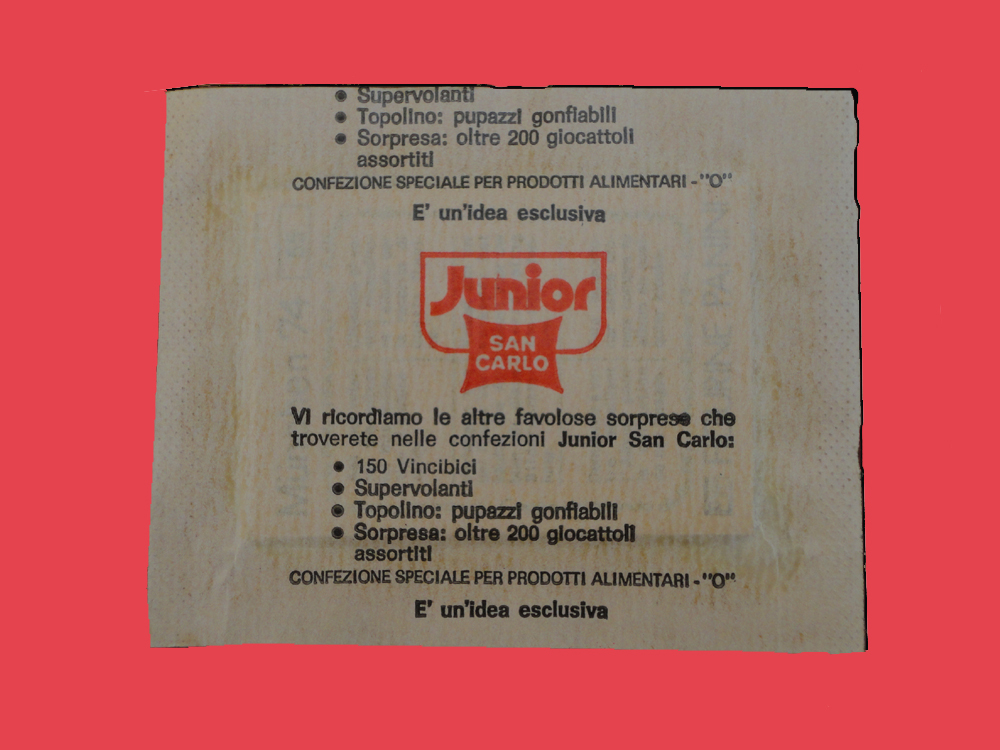 • Supervolanti
• Topolino: pupazzi gonfiabili
• Sorpresa: oltre 200 giocattoli
assortiti
CONFEZIONE SPECIALE PER PRODOTTI ALIMENTARI -"O"
E' un'idea esclusiva
Junior
SAN
CARLO
Vi ricordiamo le altre favolose sorprese che
troverete nelle confezioni Junior San Carlo:
• 150 Vincibici
• Supervolanti
• Topolino: pupazzi gonfiabili
• Sorpresa: oltre 200 giocattoli
assortiti
CONFEZIONE SPECIALE PER PRODOTTI ALIMENTARI -"O"
E' un'idea esclusiva